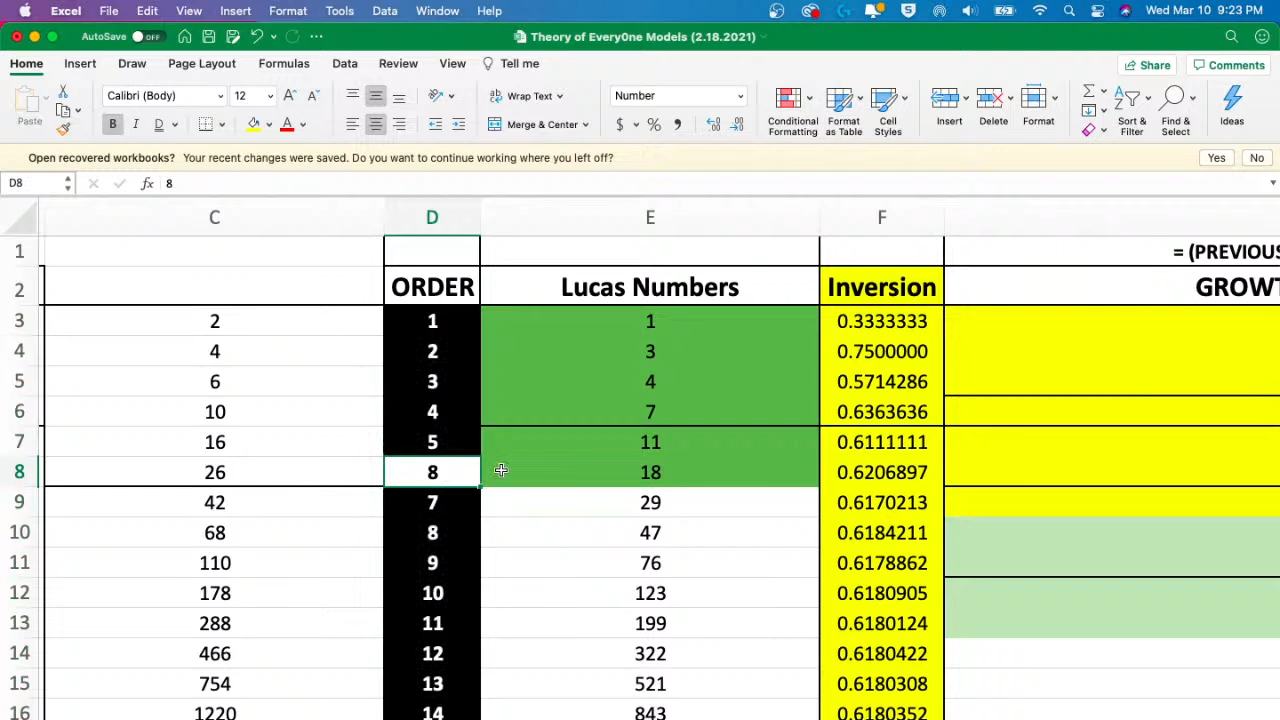 Excel File Edit View Insert Format Tools Data Window Help Wed Mar 10 9:23 PM
AutoSave OFF Theory of EveryOne Models (2.18.2021)
Home Insert Draw Page Layout Formulas Data Review View Tell me Share Comments
Paste Calibri (Body) 12 A A Wrap Text Number Conditional Formatting Format as Table Cell Styles Insert Delete Format Sort & Filter Find & Select Ideas
B I D A Merge & Center $ % 9
Open recovered workbooks? Your recent changes were saved. Do you want to continue working where you left off? Yes No
D8 fx 8
C D E F
1 = (PREVIOUS
2 ORDER Lucas Numbers Inversion GROWT
3 2 1 1 0.3333333
4 4 2 3 0.7500000
5 6 3 4 0.5714286
6 10 4 7 0.6363636
7 16 5 11 0.6111111
8 26 8 18 0.6206897
9 42 7 29 0.6170213
10 68 8 47 0.6184211
11 110 9 76 0.6178862
12 178 10 123 0.6180905
13 288 11 199 0.6180124
14 466 12 322 0.6180422
15 754 13 521 0.6180308
16 1220 14 843 0.6180352